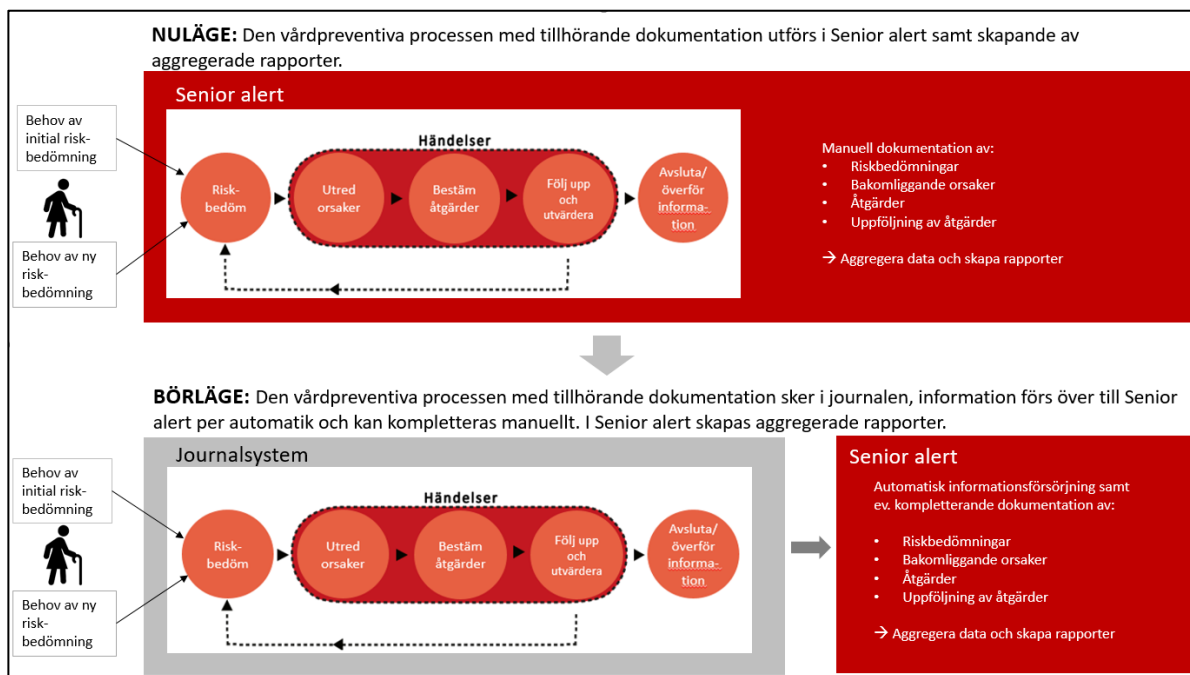 NULÄGE: Den vårdpreventiva processen med tillhörande dokumentation utförs i Senior alert samt skapande av
aggregerade rapporter.
Senior alert
Behov av
initial risk-
bedömning
Behov av ny
risk-
bedömning
Händelser
Risk-
bedöm
Utred
orsaker
Bestäm
åtgärder
Följ upp
och
utvärdera
Avsluta/
överför
informa-
tion
Manuell dokumentation av:
• Riskbedömningar
• Bakomliggande orsaker
• Åtgärder
• Uppföljning av åtgärder
→ Aggregera data och skapa rapporter
BÖRLÄGE: Den vårdpreventiva processen med tillhörande dokumentation sker i journalen, information förs över till Senior
alert per automatik och kan kompletteras manuellt. I Senior alert skapas aggregerade rapporter.
Journalsystem
Behov av
initial risk-
bedömning
Behov av ny
risk-
bedömning
Händelser
Risk-
bedöm
Utred
orsaker
Bestäm
åtgärder
Följ upp
och
utvärdera
Avsluta/
överför
informa-
tion
Senior alert
Automatisk informationsförsörjning samt
ev. kompletterande dokumentation av:
• Riskbedömningar
• Bakomliggande orsaker
• Åtgärder
• Uppföljning av åtgärder
→ Aggregera data och skapa rapporter